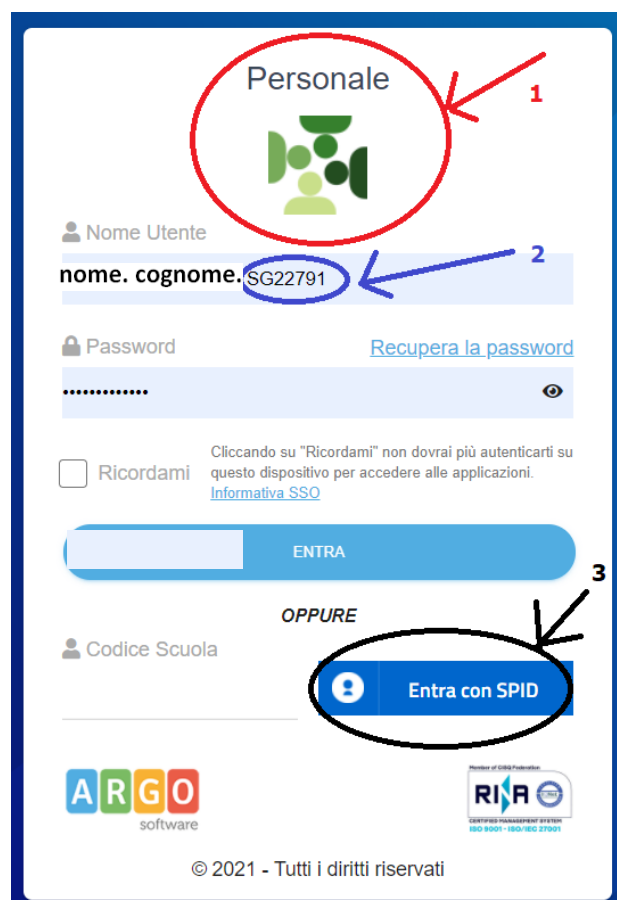 Personale
1
Nome Utente
2
nome. cognome.SG22791
Password
Recupera la password
•••••••••••••
Ricordami
Cliccando su "Ricordami" non dovrai più autenticarti su
questo dispositivo per accedere alle applicazioni.
Informativa SSO
ENTRA
3
OPPURE
Codice Scuola
Entra con SPID
ARGO
software
Member of CISQ Federation
RINA
CERTIFIED MANAGEMENT SYSTEM
ISO 9001 - ISO/IEC 27001
© 2021 - Tutti i diritti riservati